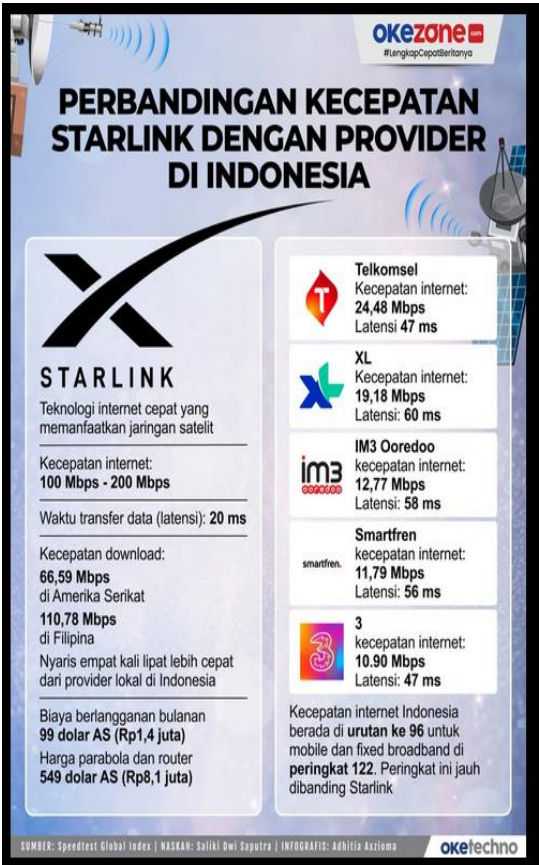 okezone.com
#LengkapCepatBeritanya
PERBANDINGAN KECEPATAN
STARLINK DENGAN PROVIDER
DI INDONESIA
STARLINK
Teknologi internet cepat yang
memanfaatkan jaringan satelit
Kecepatan internet:
100 Mbps - 200 Mbps
Waktu transfer data (latensi): 20 ms
Kecepatan download:
66,59 Mbps
di Amerika Serikat
110,78 Mbps
di Filipina
Nyaris empat kali lipat lebih cepat
dari provider lokal di Indonesia
Biaya berlangganan bulanan
99 dolar AS (Rp1,4 juta)
Harga parabola dan router
549 dolar AS (Rp8,1 juta)
T
Telkomsel
Kecepatan internet:
24,48 Mbps
Latensi 47 ms
XL
XL
Kecepatan internet:
19,18 Mbps
Latensi: 60 ms
im3
ooredoo
IM3 Ooredoo
kecepatan internet:
12,77 Mbps
Latensi: 58 ms
smartfren.
Smartfren
kecepatan internet:
11,79 Mbps
Latensi: 56 ms
3
3
kecepatan internet:
10.90 Mbps
Latensi: 47 ms
Kecepatan internet Indonesia
berada di urutan ke 96 untuk
mobile dan fixed broadband di
peringkat 122. Peringkat ini jauh
dibanding Starlink
SUMBER: Speedtest Global Index | NASKAH: Saliki Dwi Saputra | INFOGRAFIS: Adhitia Axzioma
oketechno